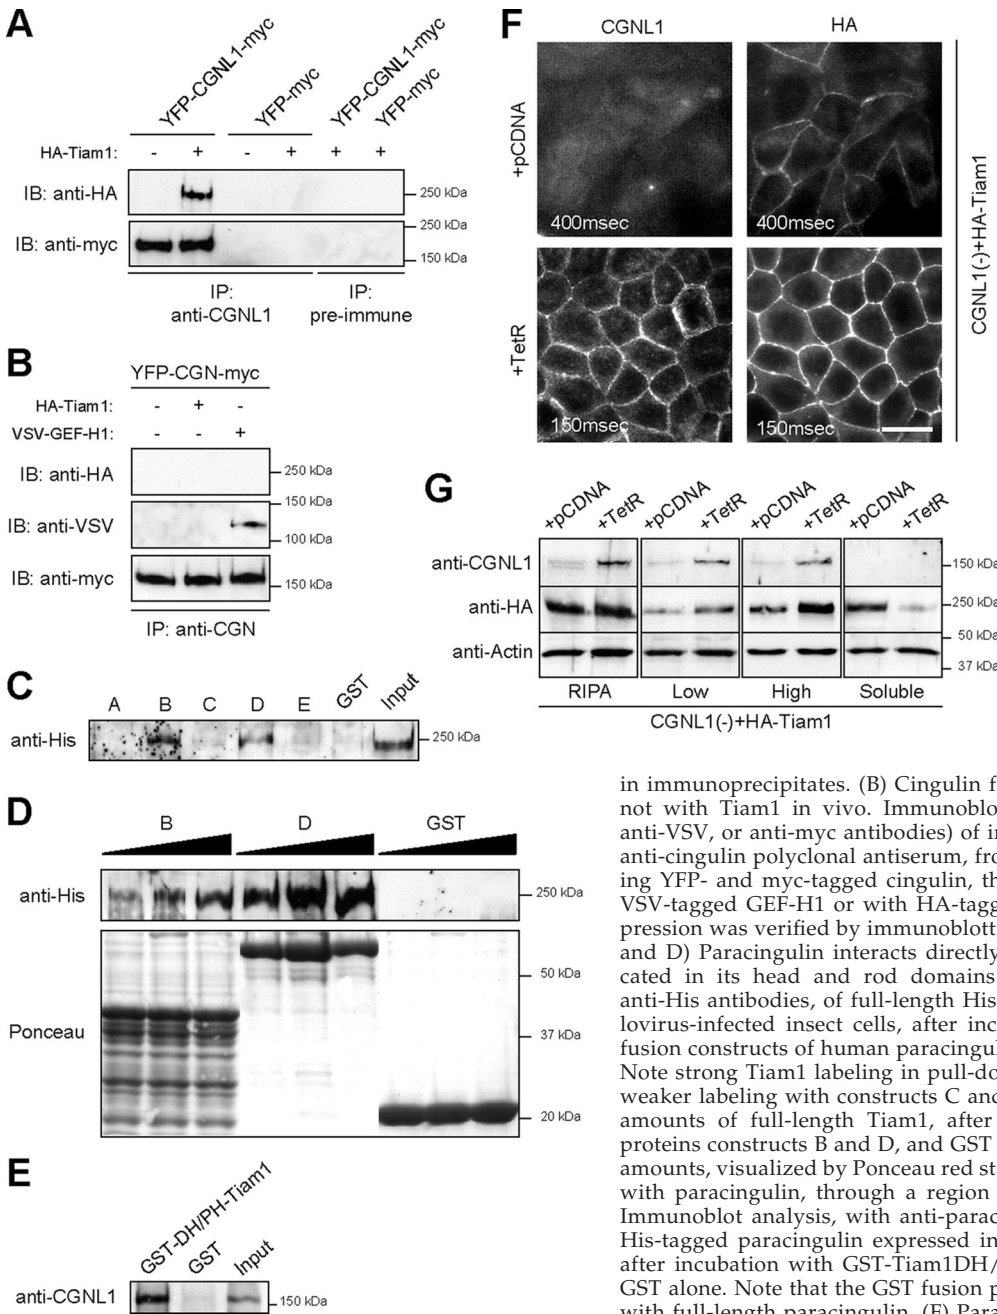 A
YFP-CGNL1-myc
YFP-myc
YFP-CGNL1-myc
YFP-myc
HA-Tiam1: - + - + + +
IB: anti-HA
250 kDa
IB: anti-myc
250 kDa
150 kDa
IP: anti-CGNL1
IP: pre-immune
B
YFP-CGN-myc
HA-Tiam1: - + -
VSV-GEF-H1: - - +
IB: anti-HA
250 kDa
IB: anti-VSV
150 kDa
100 kDa
IB: anti-myc
150 kDa
IP: anti-CGN
C
A B C D E GST Input
anti-His
250 kDa
D
B D GST
anti-His
250 kDa
Ponceau
50 kDa
37 kDa
20 kDa
E
GST-DH/PH-Tiam1
GST
Input
anti-CGNL1
150 kDa
F
CGNL1 HA
+pCDNA
400msec
400msec
+TetR
150msec
150msec
CGNL1(-)+HA-Tiam1
G
+pCDNA +TetR +pCDNA +TetR +pCDNA +TetR +pCDNA +TetR
anti-CGNL1
150 kDa
anti-HA
250 kDa
anti-Actin
50 kDa
37 kDa
RIPA Low High Soluble
CGNL1(-)+HA-Tiam1
in immunoprecipitates. (B) Cingulin f
not with Tiam1 in vivo. Immunoblo
anti-VSV, or anti-myc antibodies) of i
anti-cingulin polyclonal antiserum, fro
ing YFP- and myc-tagged cingulin, th
VSV-tagged GEF-H1 or with HA-tagg
pression was verified by immunoblotti
and D) Paracingulin interacts directly
cated in its head and rod domains
anti-His antibodies, of full-length His
lovirus-infected insect cells, after inc
fusion constructs of human paracingul
Note strong Tiam1 labeling in pull-do
weaker labeling with constructs C and
amounts of full-length Tiam1, after
proteins constructs B and D, and GST
amounts, visualized by Ponceau red sta
with paracingulin, through a region
Immunoblot analysis, with anti-parac
His-tagged paracingulin expressed in
after incubation with GST-Tiam1DH/
GST alone. Note that the GST fusion p
with full-length paracingulin. (F) Para